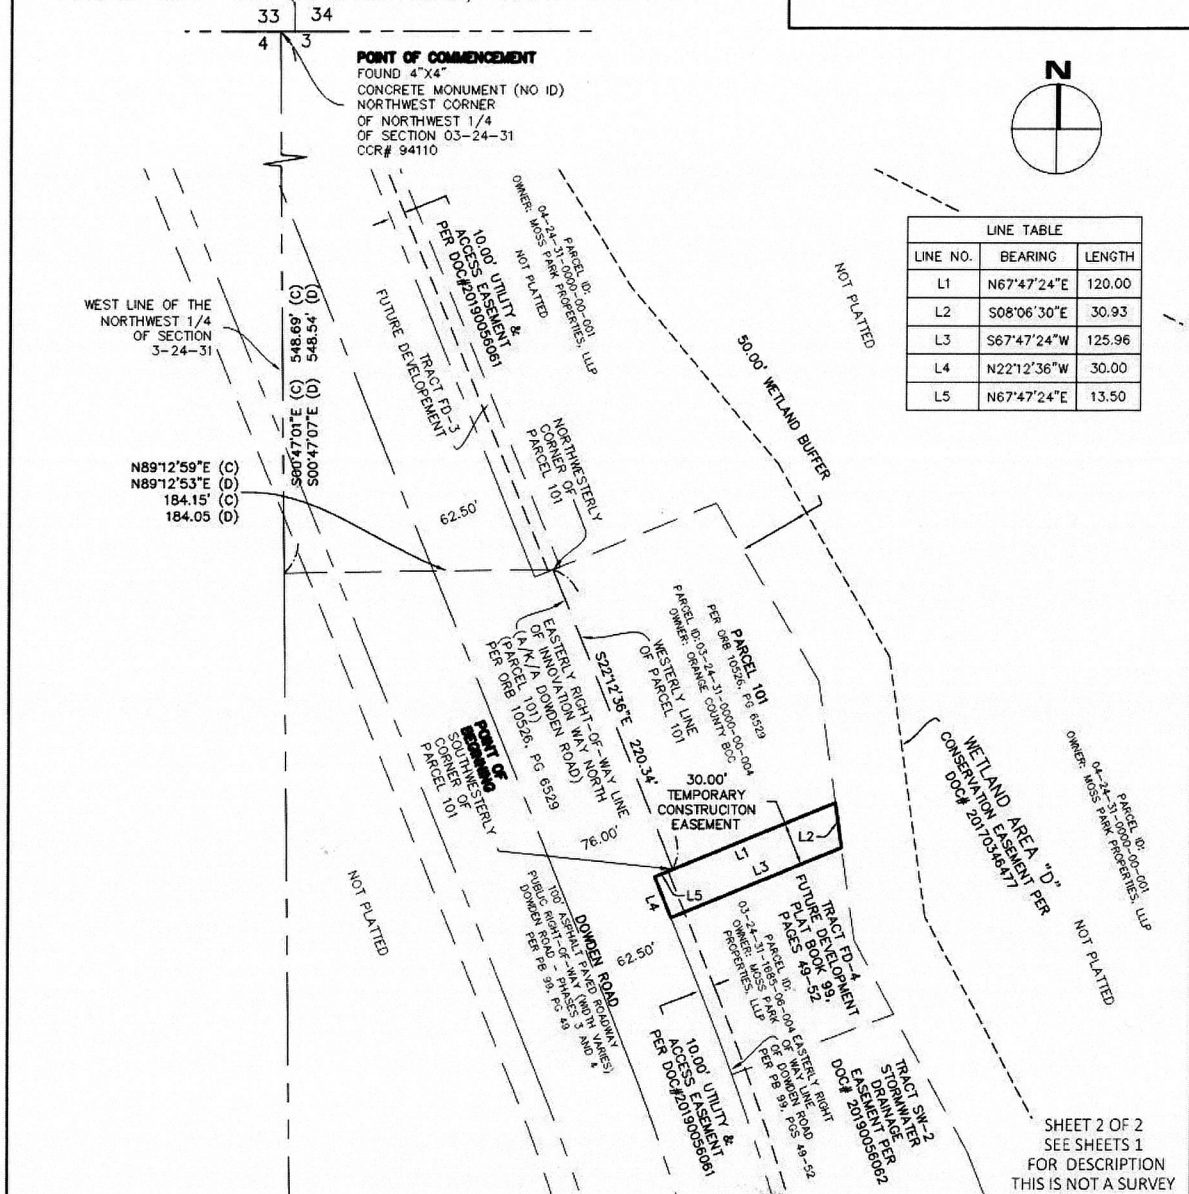 33 34
4 3
POINT OF COMMENCEMENT
FOUND 4"X4"
CONCRETE MONUMENT (NO ID)
NORTHWEST CORNER
OF NORTHWEST 1/4
OF SECTION 03-24-31
CCR# 94110
N
LINE TABLE
LINE NO. BEARING LENGTH
L1 N67°47'24"E 120.00
L2 S08°06'30"E 30.93
L3 S67°47'24"W 125.96
L4 N22°12'36"W 30.00
L5 N67°47'24"E 13.50
WEST LINE OF THE
NORTHWEST 1/4
OF SECTION
3-24-31
S00°47'01"E (C) 548.69' (C)
S00°47'07"E (D) 548.54' (D)
N89°12'59"E (C)
N89°12'53"E (D)
184.15' (C)
184.05 (D)
10.00' UTILITY &
ACCESS EASEMENT
PER DOC#20190056061
PARCEL ID:
04-24-31-0000-00-001
OWNER: MOSS PARK PROPERTIES, LLLP
NOT PLATTED
TRACT FD-3
FUTURE DEVELOPEMENT
NOT PLATTED
50.00' WETLAND BUFFER
NORTHWESTERLY
CORNER OF
PARCEL 101
62.50'
EASTERLY RIGHT-OF-WAY LINE
OF INNOVATION WAY NORTH
(A/K/A DOWDEN ROAD)
(PARCEL 101)
PER ORB 10526, PG 6529
S22°12'36"E 220.34'
WESTERLY LINE
OF PARCEL 101
PARCEL 101
PER ORB 10526, PG 6529
PARCEL ID:03-24-31-0000-00-004
OWNER: ORANGE COUNTY BCC
POINT OF
BEGINNING
SOUTHWESTERLY
CORNER OF
PARCEL 101
76.00'
30.00'
TEMPORARY
CONSTRUCITON
EASEMENT
L1
L2
L3
L4
L5
WETLAND AREA "D"
CONSERVATION EASEMENT PER
DOC# 20170346477
PARCEL ID:
04-24-31-0000-00-001
OWNER: MOSS PARK PROPERTIES, LLLP
NOT PLATTED
NOT PLATTED
DOWDEN ROAD
100' ASPHALT PAVED ROADWAY
PUBLIC RIGHT-OF-WAY (WIDTH VARIES)
DOWDEN ROAD - PHASES 3 AND 4
PER PB 99, PG 49
62.50'
TRACT FD-4
FUTURE DEVELOPMENT
PLAT BOOK 99,
PAGES 49-52
PARCEL ID:
03-24-31-1685-06-004
OWNER: MOSS PARK
PROPERTIES, LLLP
EASTERLY RIGHT
OF WAY LINE
OF DOWDEN ROAD
PER PB 99, PGS 49-52
10.00' UTILITY &
ACCESS EASEMENT
PER DOC#20190056061
TRACT SW-2
STORMWATER
DRAINAGE
EASEMENT PER
DOC# 20190056062
SHEET 2 OF 2
SEE SHEETS 1
FOR DESCRIPTION
THIS IS NOT A SURVEY